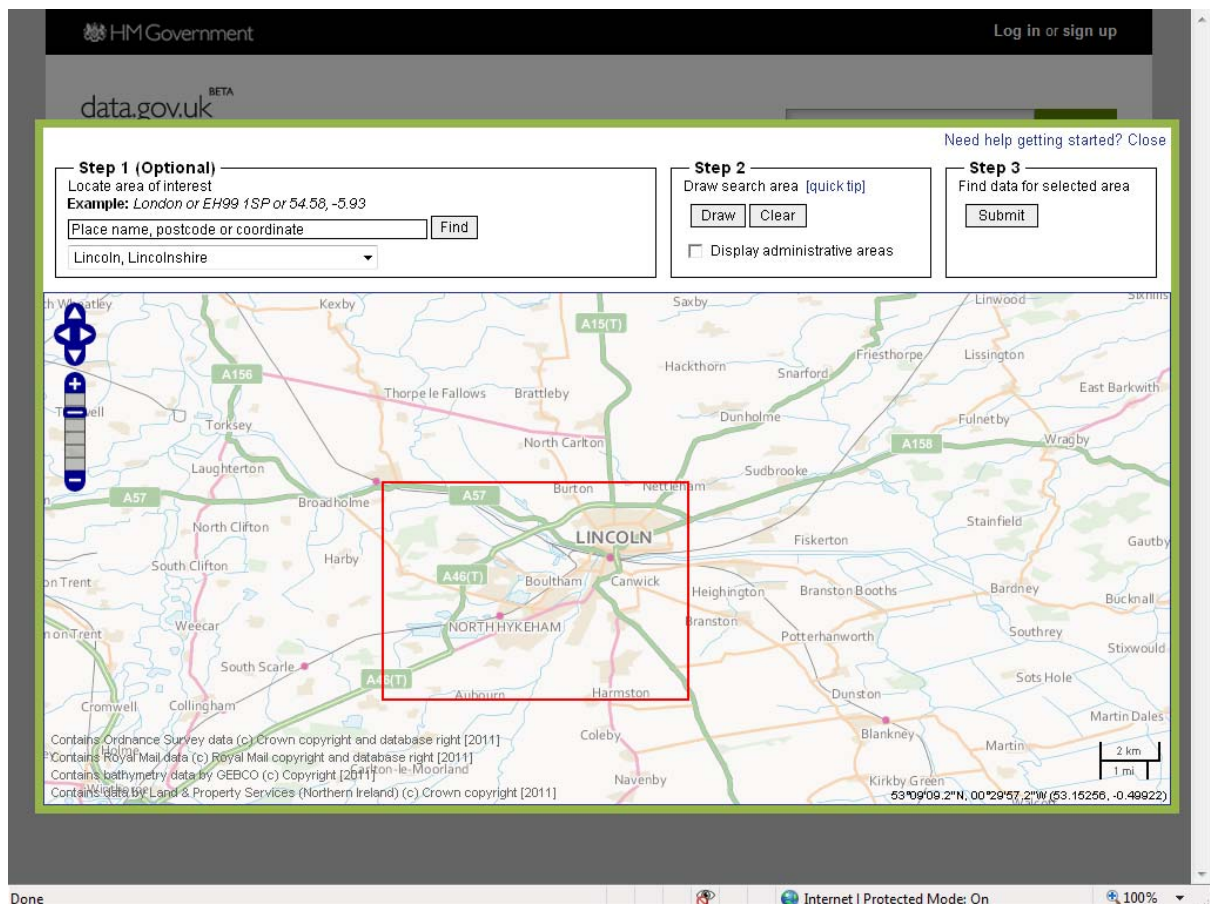 HM Government
Log in or sign up
data.gov.uk BETA
Need help getting started? Close
Step 1 (Optional)
Locate area of interest
Example: London or EH99 1SP or 54.58, -5.93
Place name, postcode or coordinate
Find
Lincoln, Lincolnshire
Step 2
Draw search area [quick tip]
Draw Clear
Display administrative areas
Step 3
Find data for selected area
Submit
Kexby
Saxby
Linwood
A15(T)
Friesthorpe
Lissington
Hackthorn
Snarford
A156
Thorpe le Fallows
Brattleby
East Barkwith
Torksey
Dunholme
Fulnetby
North Carlton
A158
Wragby
Laughterton
Sudbrooke
A57
Broadholme
A57
Burton
Nettleham
North Clifton
Stainfield
LINCOLN
Fiskerton
Gautby
South Clifton
Harby
A46(T)
Boultham
Canwick
Heighington
Branston Booths
Bardney
Bucknall
on Trent
Weecar
NORTH HYKEHAM
Branston
Potterhanworth
Southrey
n on Trent
Stixwould
South Scarle
A46(T)
Aubourn
Harmston
Dunston
Sots Hole
Cromwell
Collingham
Martin Dales
Coleby
Blankney
Martin
Contains Ordnance Survey data (c) Crown copyright and database right [2011]
Contains Royal Mail data (c) Royal Mail copyright and database right [2011]
Contains bathymetry data by GEBCO (c) Copyright [2011]
Contains data by Land & Property Services (Northern Ireland) (c) Crown copyright [2011]
Navenby
Kirkby Green
2 km
1 mi
53°09'09.2"N, 00°29'57.2"W (53.15256, -0.49922)
Done
Internet | Protected Mode: On
100%